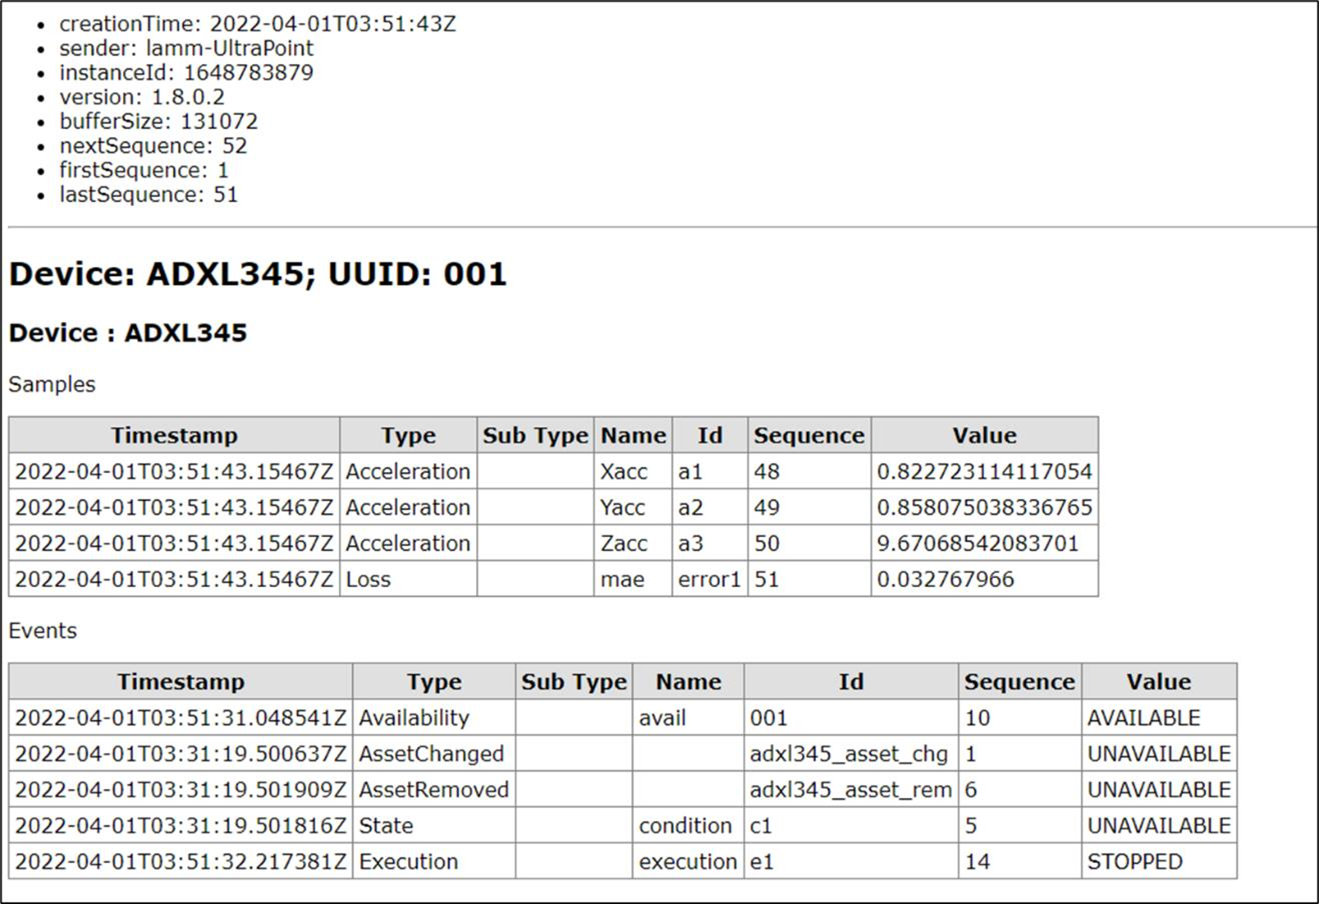 • creationTime: 2022-04-01T03:51:43Z
• sender: lamm-UltraPoint
• instanceId: 1648783879
• version: 1.8.0.2
• bufferSize: 131072
• nextSequence: 52
• firstSequence: 1
• lastSequence: 51
Device: ADXL345; UUID: 001
Device : ADXL345
Samples
Timestamp Type Sub Type Name Id Sequence Value
2022-04-01T03:51:43.15467Z Acceleration Xacc a1 48 0.822723114117054
2022-04-01T03:51:43.15467Z Acceleration Yacc a2 49 0.858075038336765
2022-04-01T03:51:43.15467Z Acceleration Zacc a3 50 9.67068542083701
2022-04-01T03:51:43.15467Z Loss mae error1 51 0.032767966
Events
Timestamp Type Sub Type Name Id Sequence Value
2022-04-01T03:51:31.048541Z Availability avail 001 10 AVAILABLE
2022-04-01T03:31:19.500637Z AssetChanged adxl345_asset_chg 1 UNAVAILABLE
2022-04-01T03:31:19.501909Z AssetRemoved adxl345_asset_rem 6 UNAVAILABLE
2022-04-01T03:31:19.501816Z State condition c1 5 UNAVAILABLE
2022-04-01T03:51:32.217381Z Execution execution e1 14 STOPPED